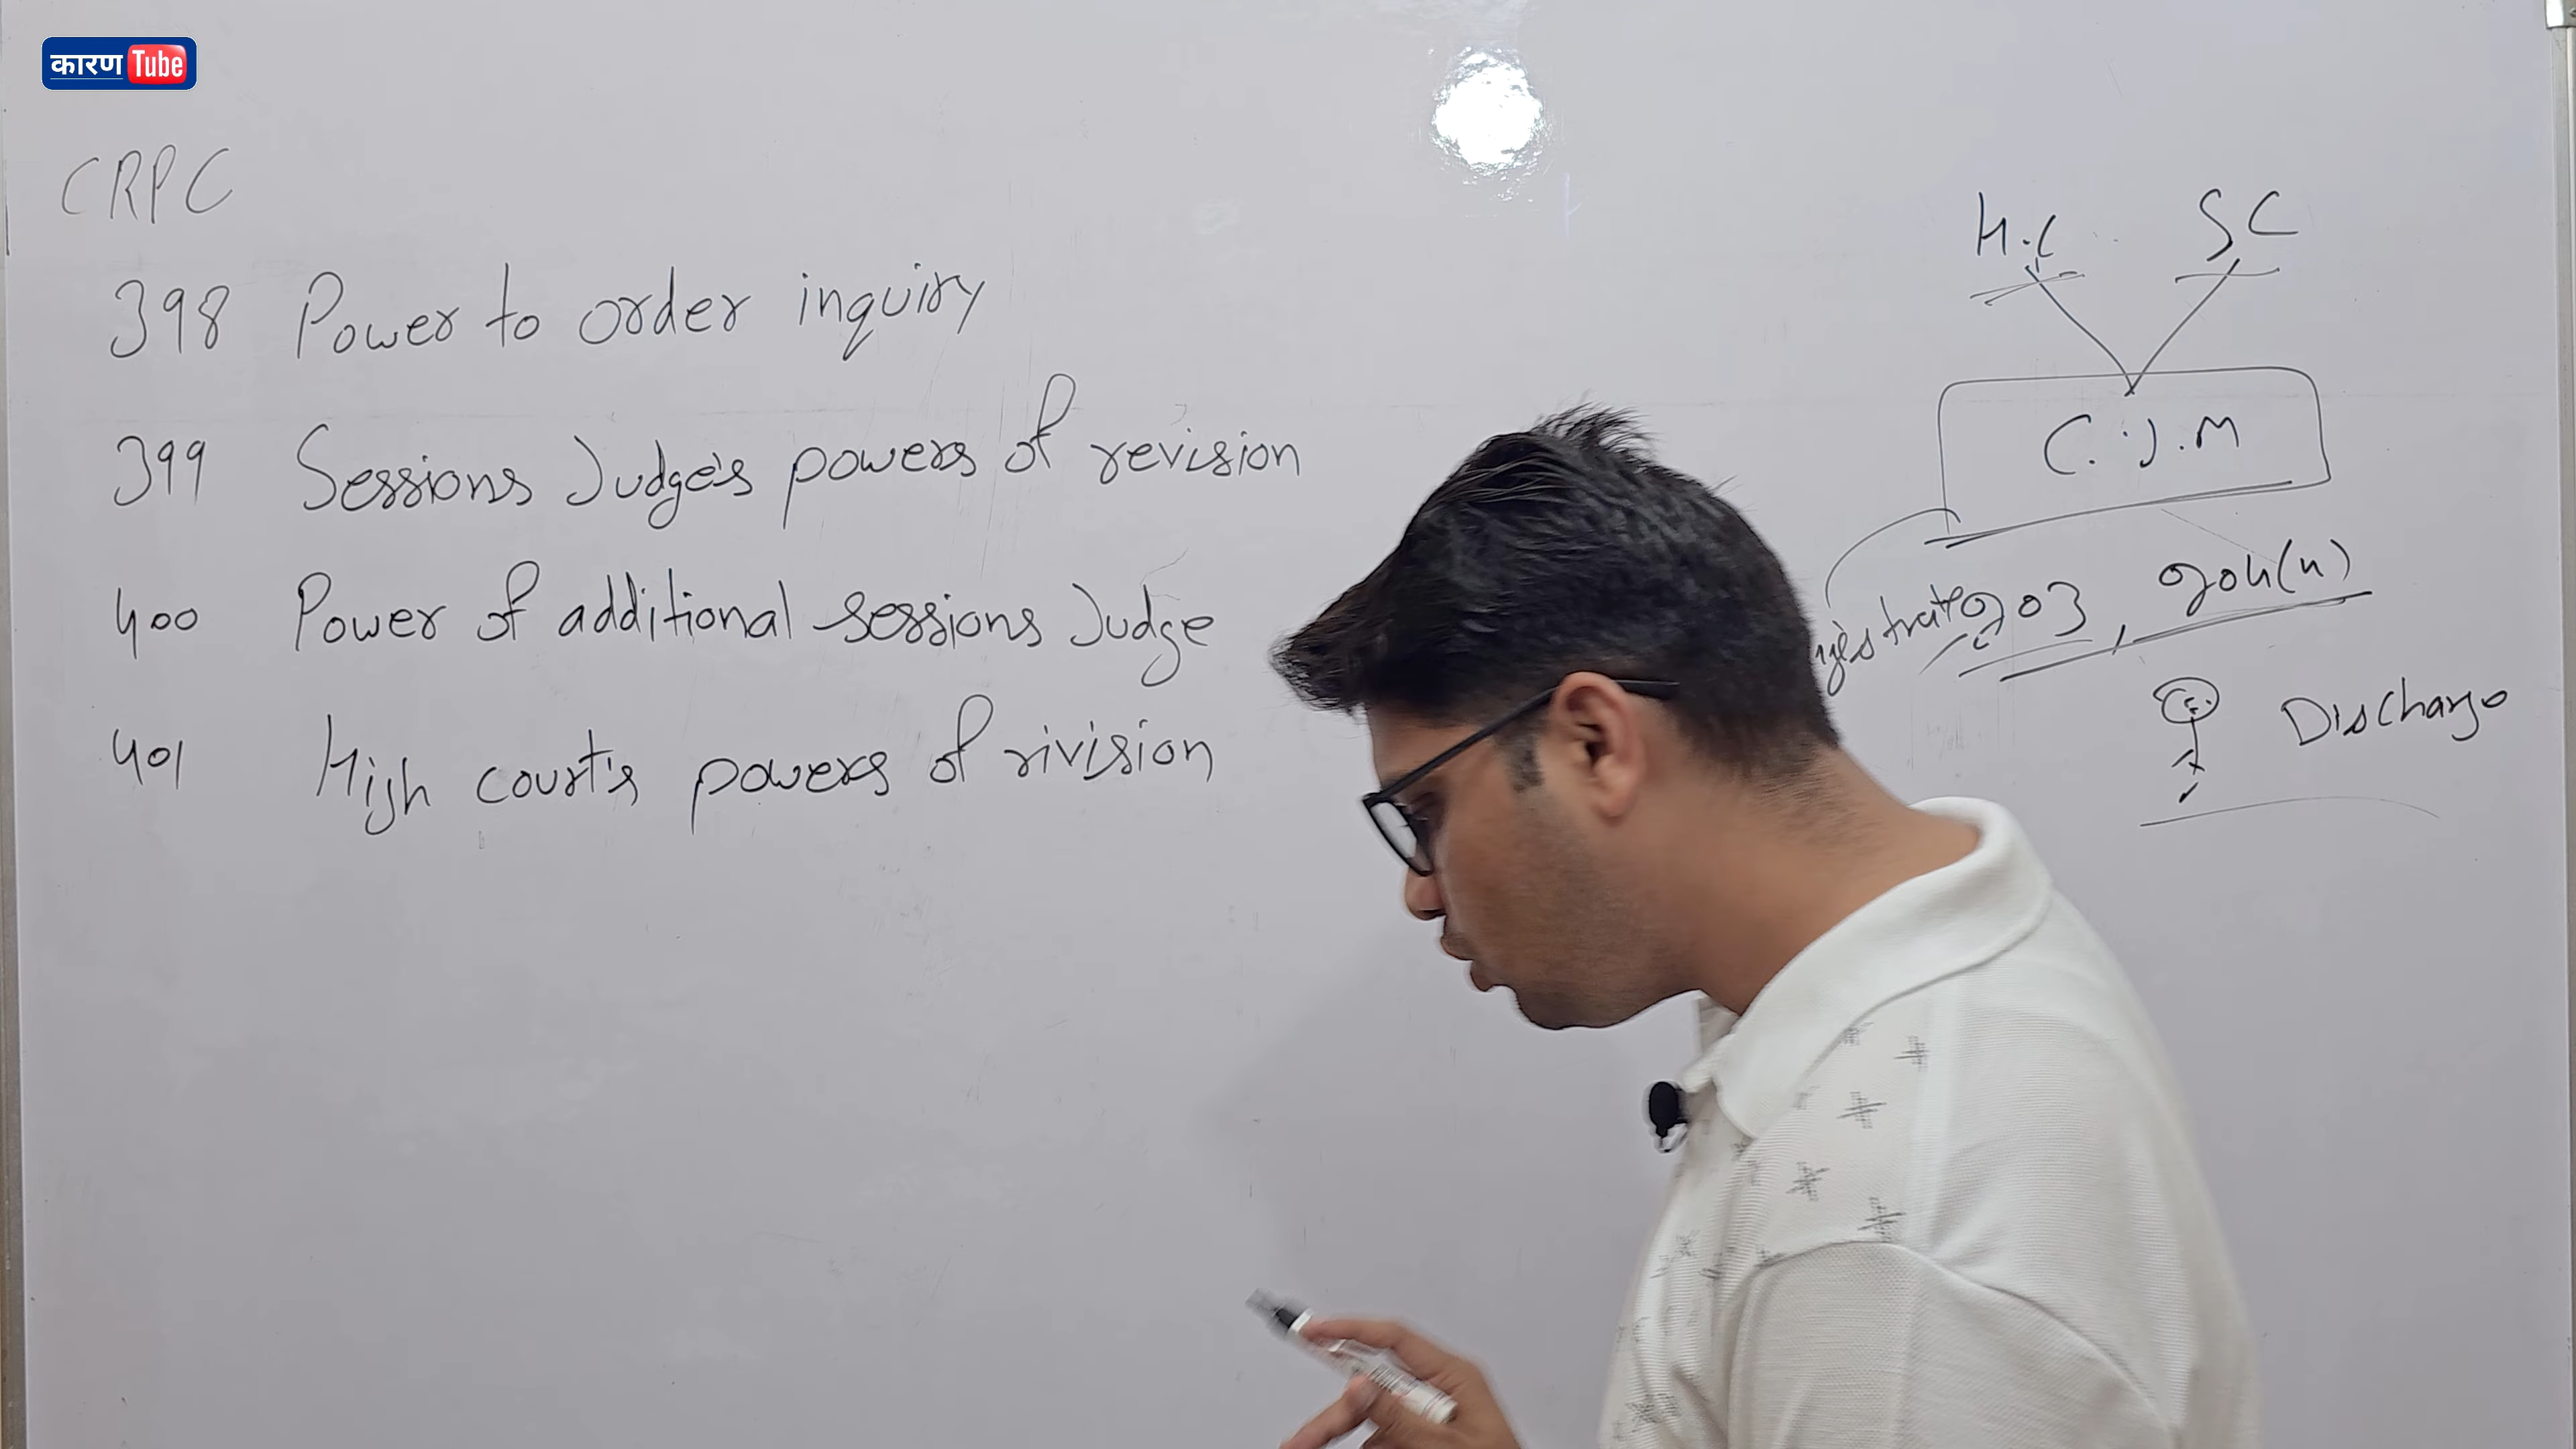 कारण Tube
CRPC
398 Power to order inquiry
399 Sessions Judge's powers of revision
400 Power of additional sessions Judge
401 High court's powers of rivision
H.C SC
C.J.M
203, 204(4)
Discharge